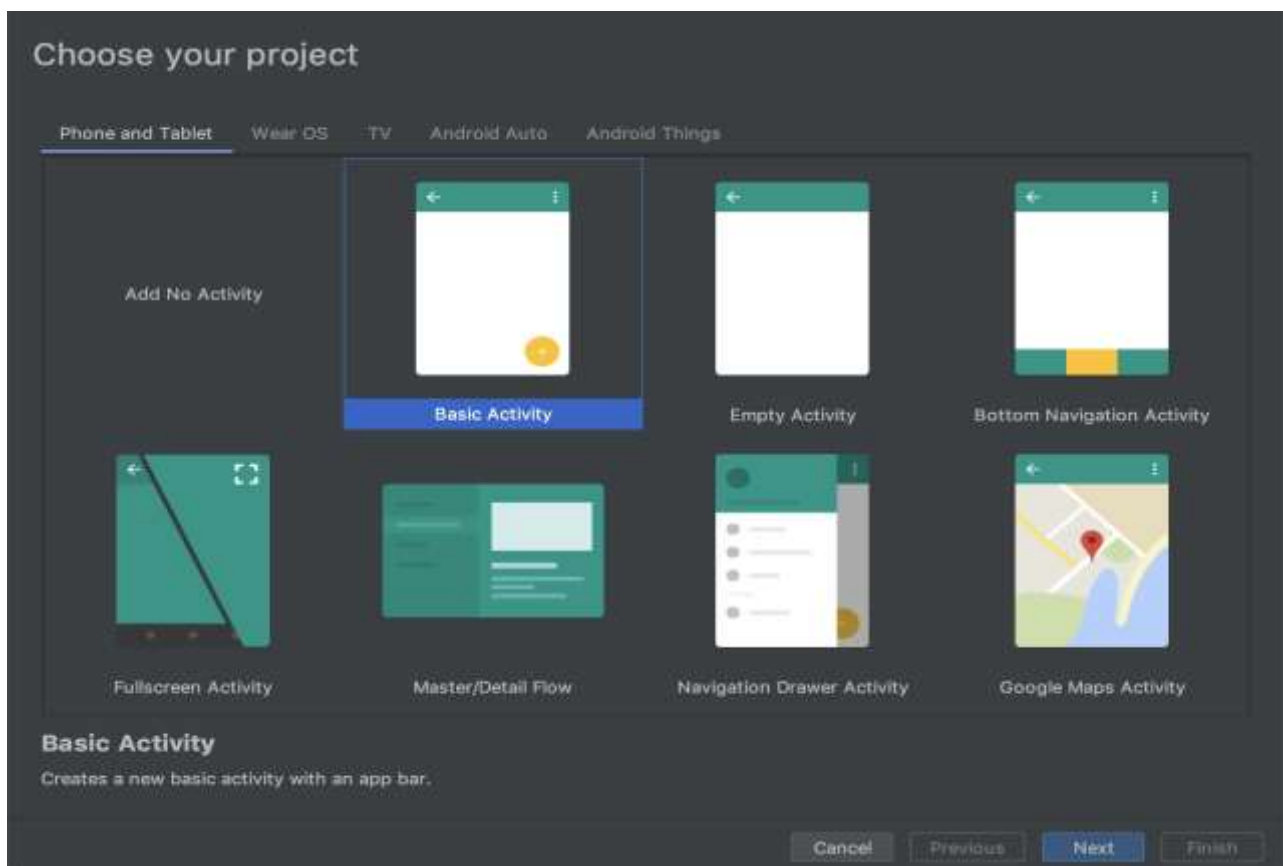 Choose your project
Phone and Tablet Wear OS TV Android Auto Android Things
Add No Activity
Basic Activity Empty Activity Bottom Navigation Activity
Fullscreen Activity Master/Detail Flow Navigation Drawer Activity Google Maps Activity
Basic Activity
Creates a new basic activity with an app bar.
Cancel Previous Next Finish